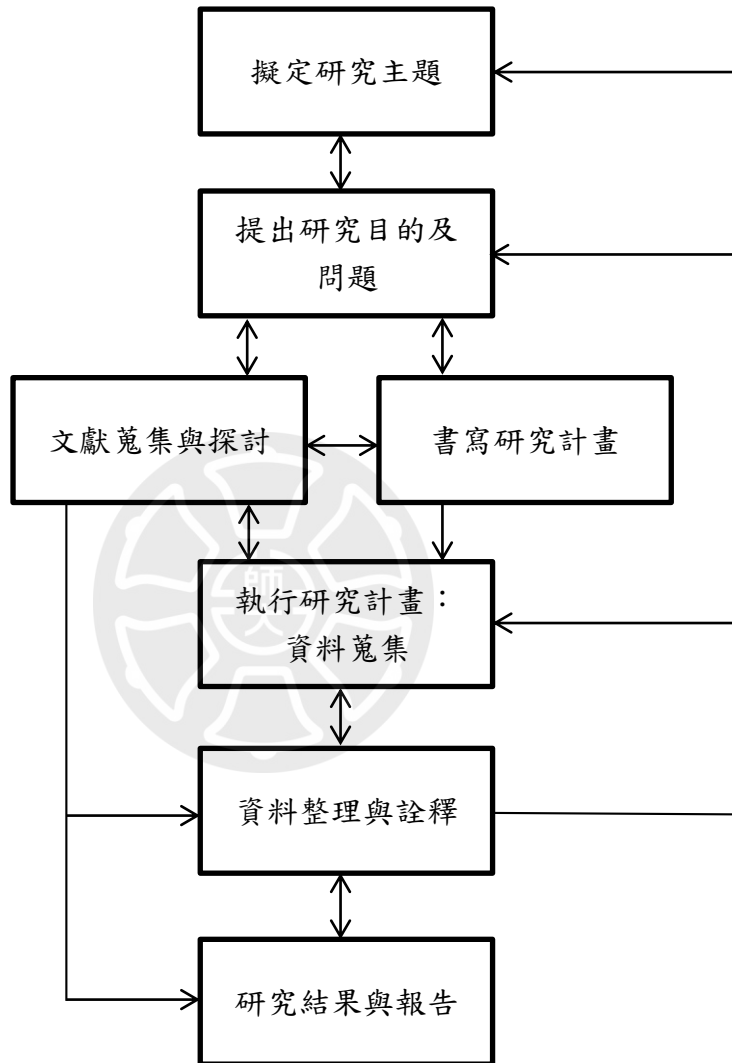 擬定研究主題
提出研究目的及
問題
文獻蒐集與探討
書寫研究計畫
師大
執行研究計畫：
資料蒐集
資料整理與詮釋
研究結果與報告